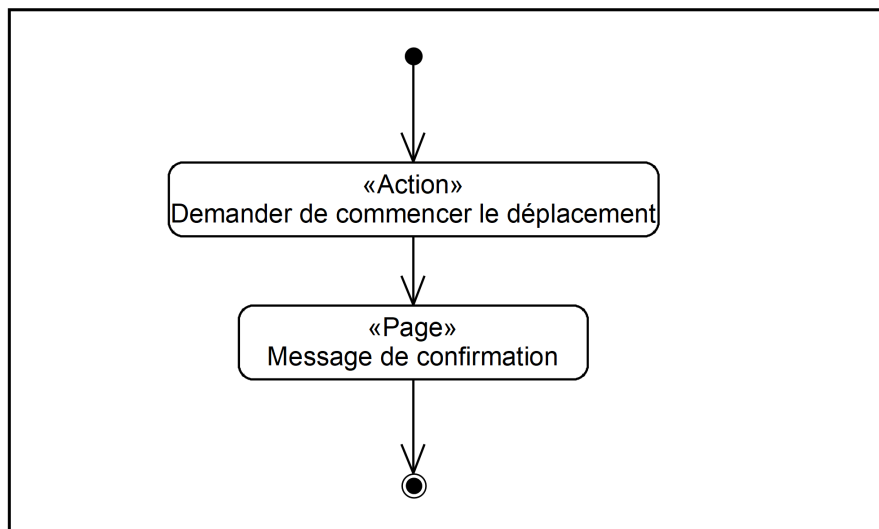 «Action»
Demander de commencer le déplacement
«Page»
Message de confirmation